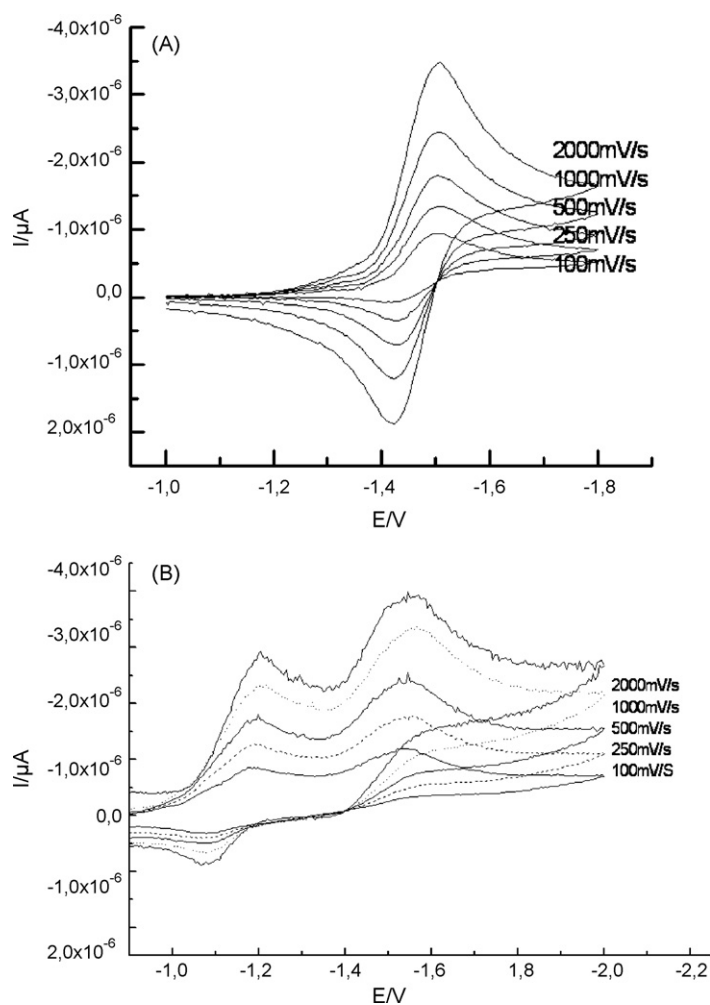 (A)
-4,0x10-6
-3,0x10-6
-2,0x10-6
-1,0x10-6
0,0
-1,0x10-6
2,0x10-6
I/µA
2000mV/s
1000mV/s
500mV/s
250mV/s
100mV/s
-1,0
-1,2
-1,4
-1,6
-1,8
E/V
(B)
-4,0x10-6
-3,0x10-6
-2,0x10-6
-1,0x10-6
0,0
-1,0x10-6
2,0x10-6
I/µA
2000mV/s
1000mV/s
500mV/s
250mV/s
100mV/S
-1,0
-1,2
-1,4
-1,6
1,8
-2,0
-2,2
E/V